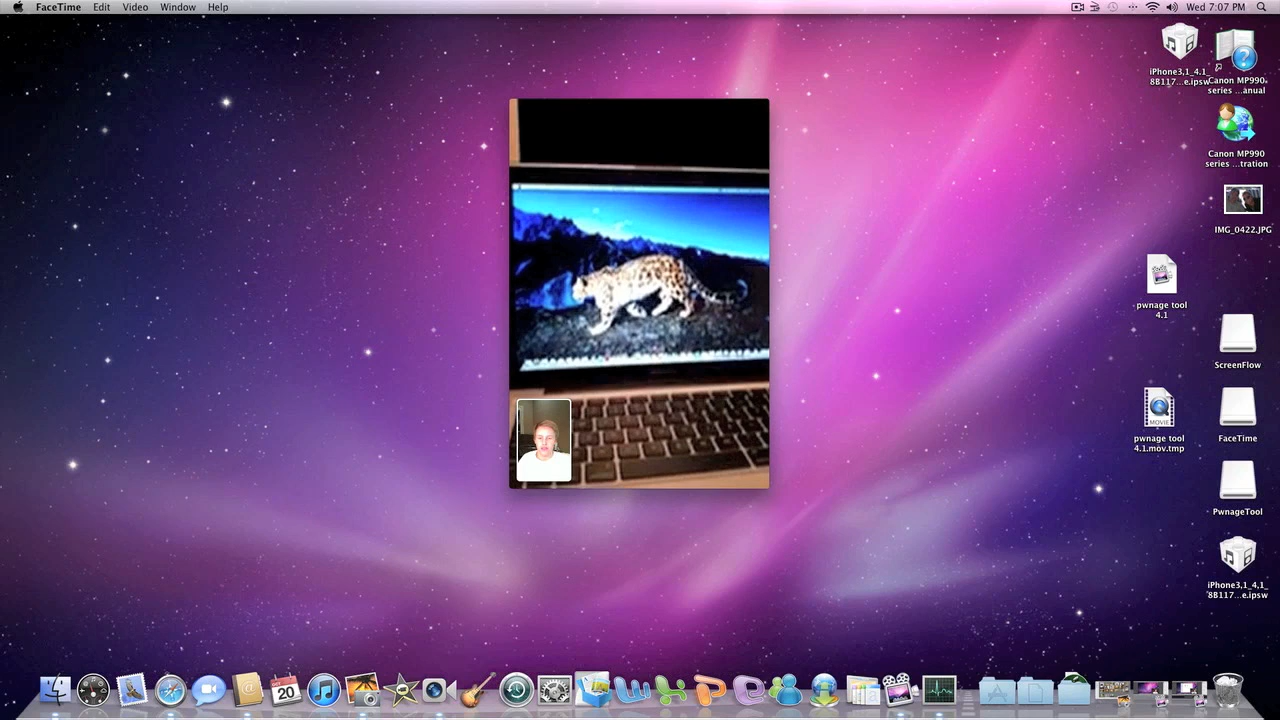 FaceTime Edit Video Window Help Wed 7:07 PM
iPhone3,1_4.1_
8B117...e.ipsw
Canon MP990
series ...anual
Canon MP990
series ...tration
IMG_0422.JPG
pwnage tool
4.1
ScreenFlow
MOVIE
pwnage tool
4.1.mov.tmp
FaceTime
PwnageTool
iPhone3,1_4.1_
8B117...e.ipsw
20